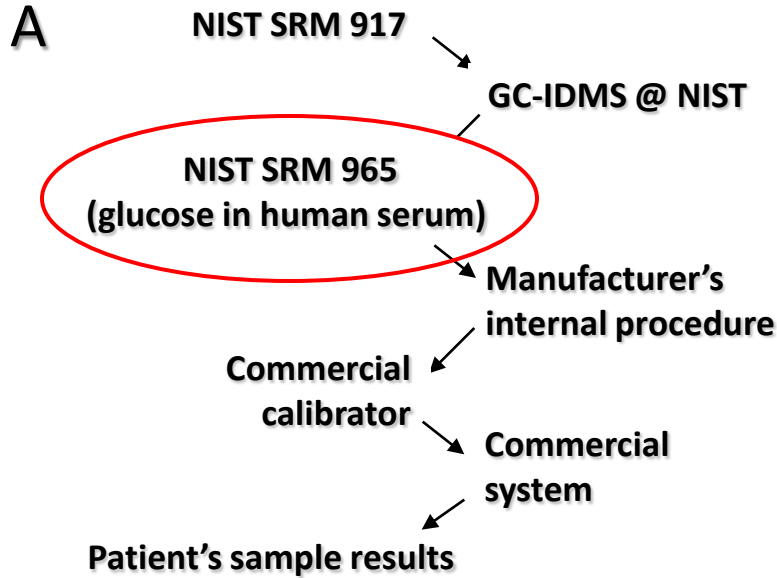 A
NIST SRM 917
GC-IDMS @ NIST
NIST SRM 965
(glucose in human serum)
Manufacturer’s
internal procedure
Commercial
calibrator
Commercial
system
Patient’s sample results